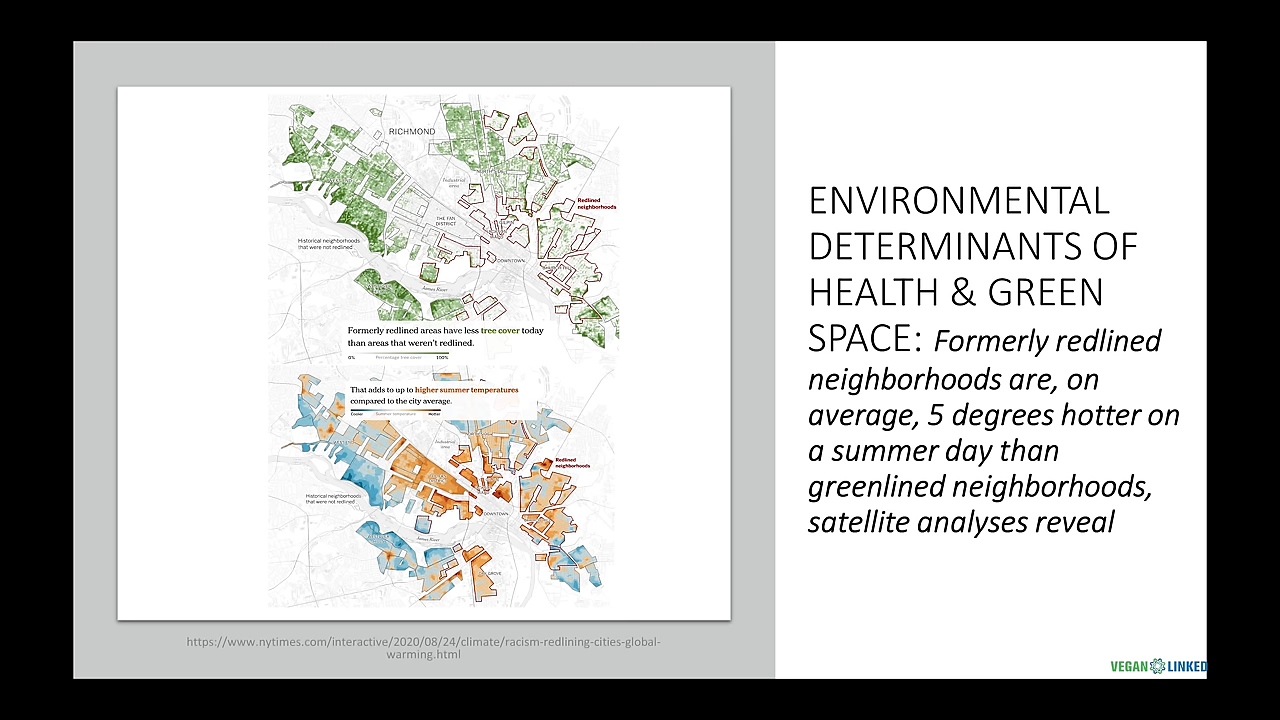 RICHMOND
Industrial
area
Redlined
neighborhoods
THE FAN
DISTRICT
Historical neighborhoods
that were not redlined
DOWNTOWN
James River
Formerly redlined areas have less tree cover today
than areas that weren't redlined.
0% Percentage tree cover 100%
That adds to up to higher summer temperatures
compared to the city average.
Cooler Summer temperature Hotter
Industrial
area
Redlined
neighborhoods
Historical neighborhoods
that were not redlined
DOWNTOWN
James River
https://www.nytimes.com/interactive/2020/08/24/climate/racism-redlining-cities-global-
warming.html
ENVIRONMENTAL
DETERMINANTS OF
HEALTH & GREEN
SPACE: Formerly redlined
neighborhoods are, on
average, 5 degrees hotter on
a summer day than
greenlined neighborhoods,
satellite analyses reveal
VEGAN LINKED